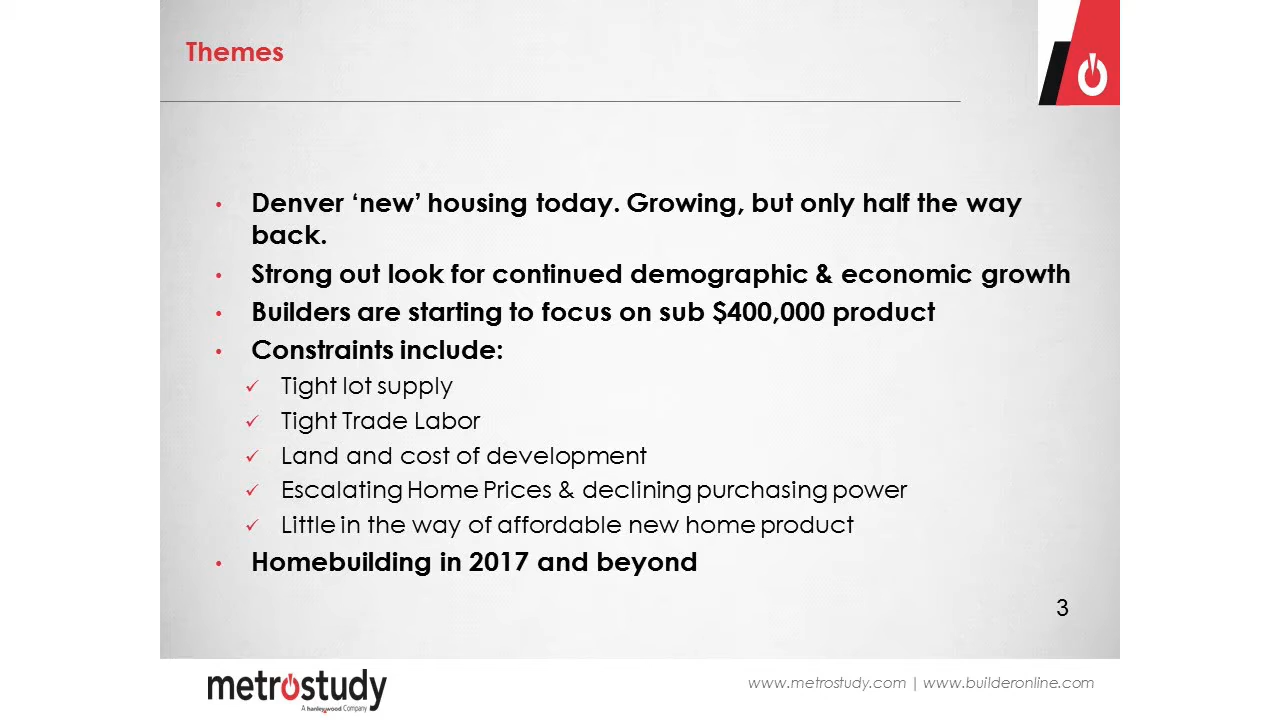 Themes
• Denver ‘new’ housing today. Growing, but only half the way
back.
• Strong out look for continued demographic & economic growth
• Builders are starting to focus on sub $400,000 product
• Constraints include:
✓ Tight lot supply
✓ Tight Trade Labor
✓ Land and cost of development
✓ Escalating Home Prices & declining purchasing power
✓ Little in the way of affordable new home product
• Homebuilding in 2017 and beyond
3
metrostudy
A hanleywood Company
www.metrostudy.com | www.builderonline.com